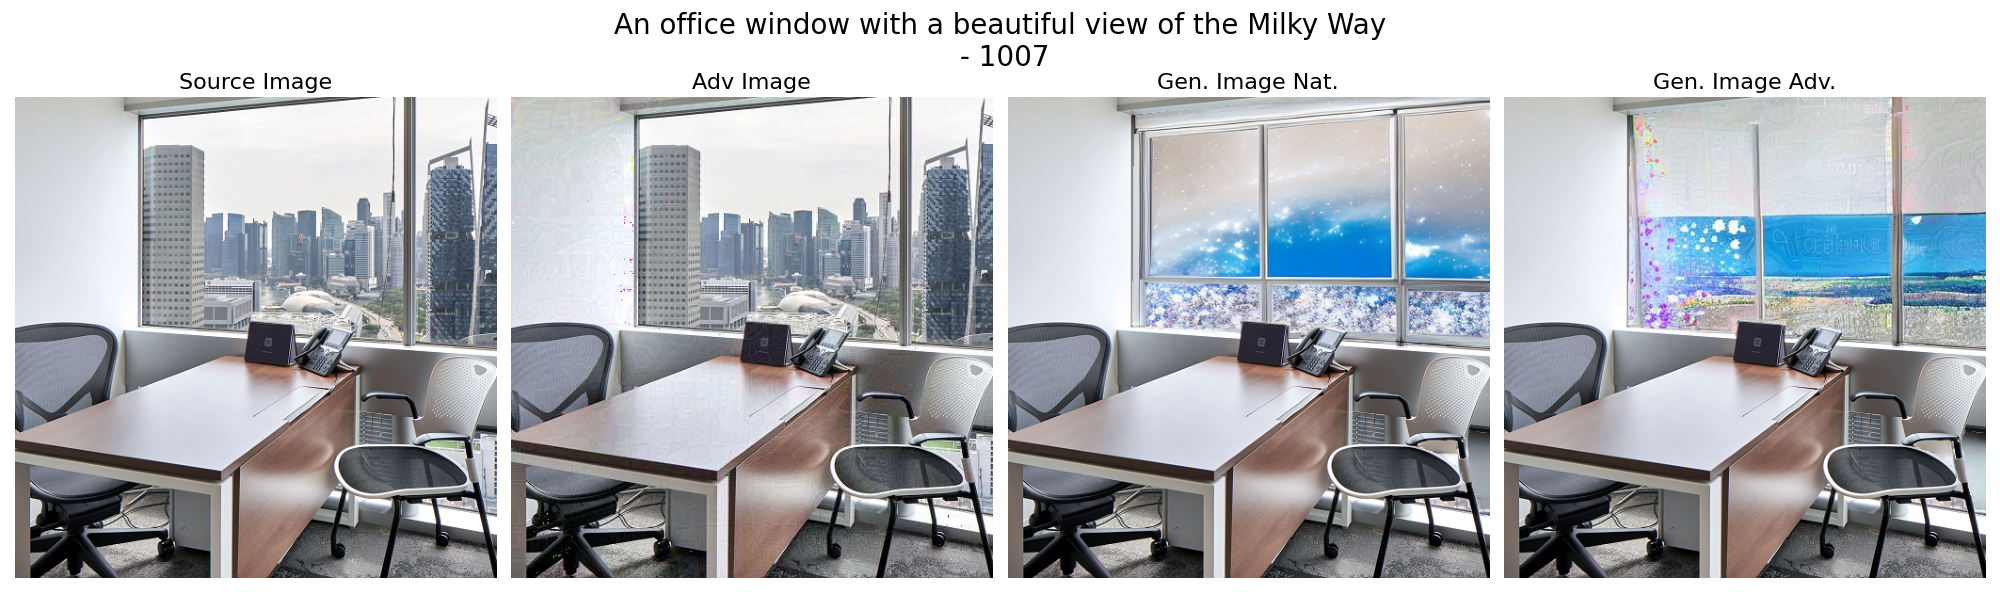 An office window with a beautiful view of the Milky Way
- 1007
Source Image
Adv Image
Gen. Image Nat.
Gen. Image Adv.